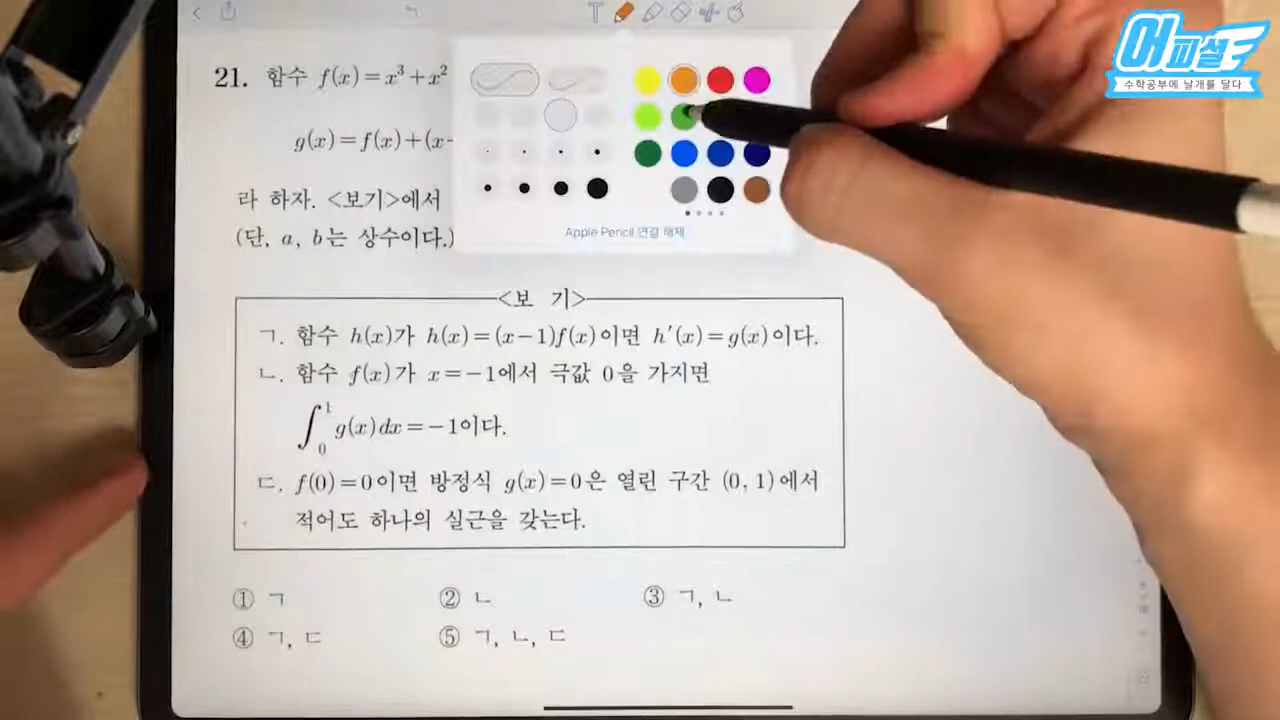 어피셜
수학공부에 날개를 달다
21. 함수 f(x)=x³+x²
g(x)=f(x)+(x-
라 하자. <보기>에서
(단, a, b는 상수이다.)
Apple Pencil 연결 해제
<보 기>
ㄱ. 함수 h(x)가 h(x)=(x-1)f(x)이면 h′(x)=g(x)이다.
ㄴ. 함수 f(x)가 x=-1에서 극값 0을 가지면
∫₀¹ g(x)dx=-1이다.
ㄷ. f(0)=0이면 방정식 g(x)=0은 열린 구간 (0, 1)에서
적어도 하나의 실근을 갖는다.
① ㄱ ② ㄴ ③ ㄱ, ㄴ
④ ㄱ, ㄷ ⑤ ㄱ, ㄴ, ㄷ